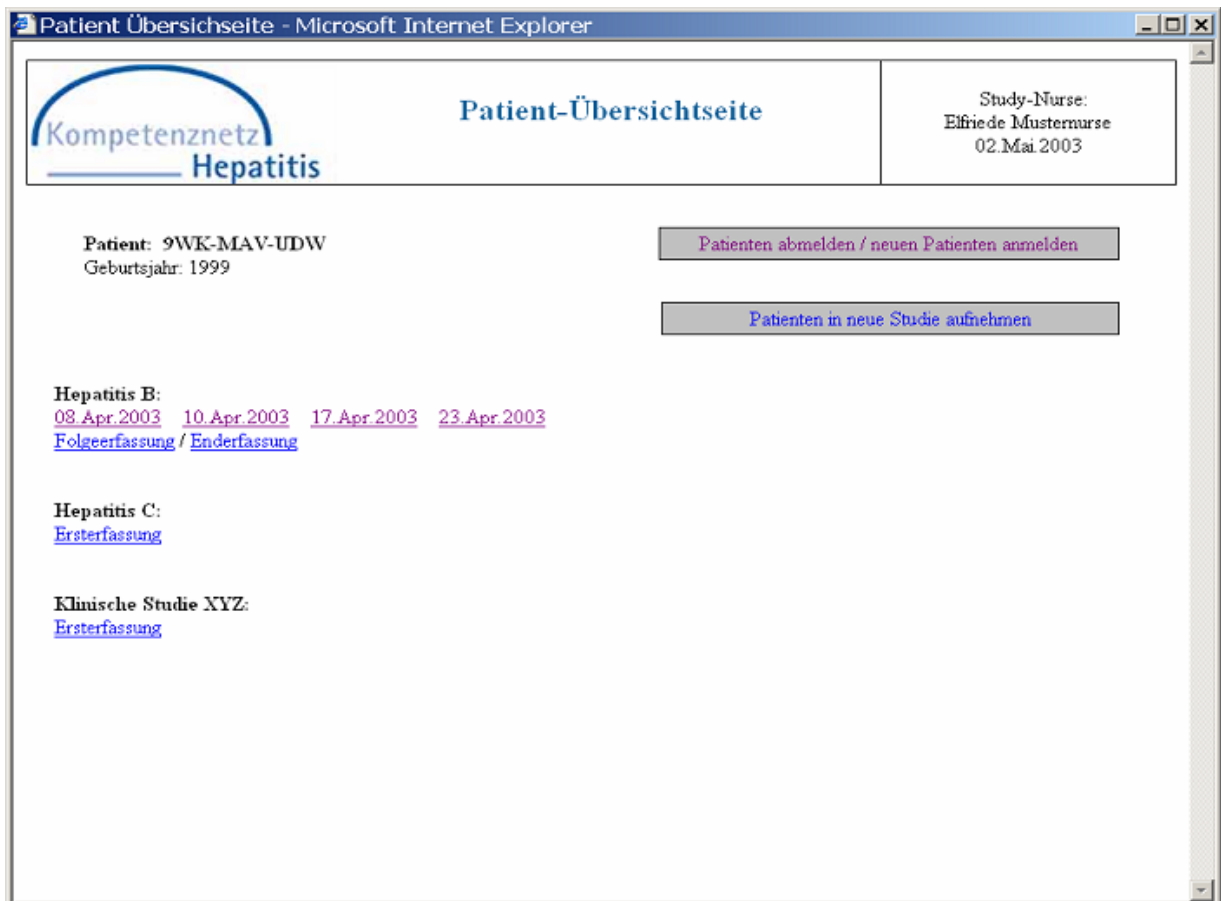 Patient Übersichseite - Microsoft Internet Explorer
Kompetenznetz
Hepatitis
Patient-Übersichtseite
Study-Nurse:
Elfriede Musternurse
02.Mai.2003
Patient: 9WK-MAV-UDW
Geburtsjahr: 1999
Patienten abmelden / neuen Patienten anmelden
Patienten in neue Studie aufnehmen
Hepatitis B:
08.Apr.2003 10.Apr.2003 17.Apr.2003 23.Apr.2003
Folgeerfassung / Enderfassung
Hepatitis C:
Ersterfassung
Klinische Studie XYZ:
Ersterfassung